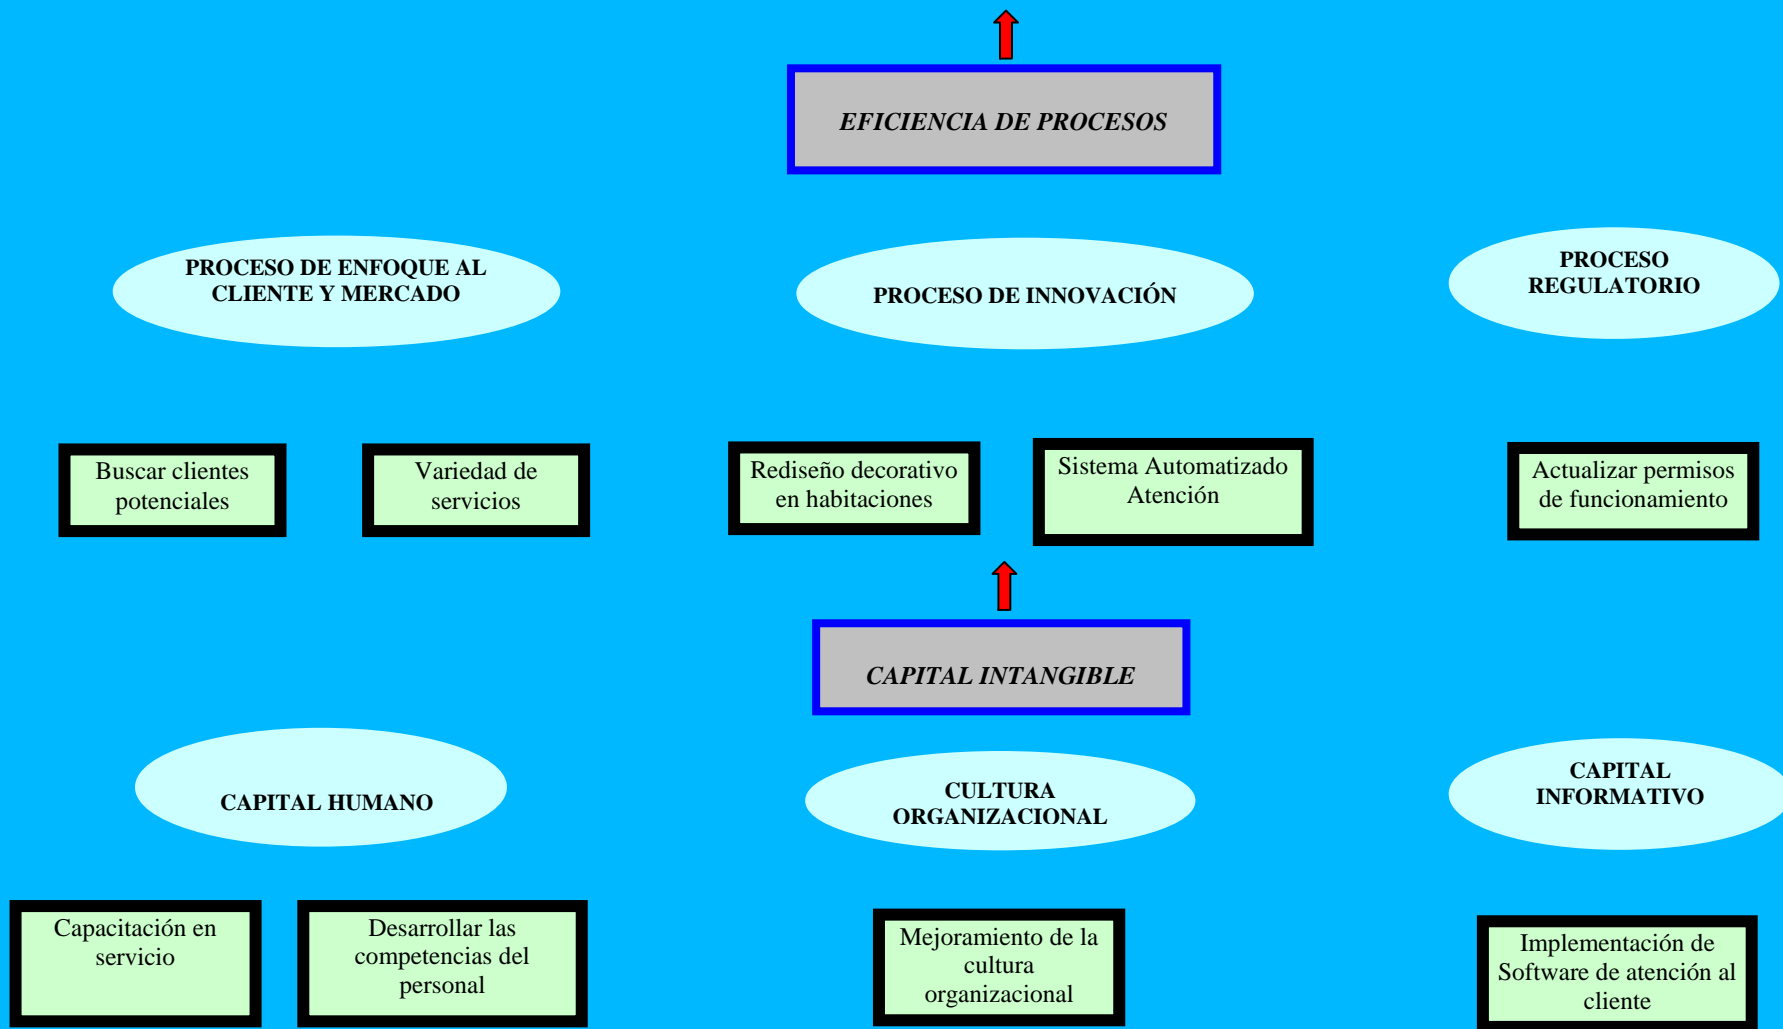 EFICIENCIA DE PROCESOS
PROCESO DE ENFOQUE AL
CLIENTE Y MERCADO
PROCESO DE INNOVACIÓN
PROCESO
REGULATORIO
Buscar clientes
potenciales
Variedad de
servicios
Rediseño decorativo
en habitaciones
Sistema Automatizado
Atención
Actualizar permisos
de funcionamiento
CAPITAL INTANGIBLE
CAPITAL HUMANO
CULTURA
ORGANIZACIONAL
CAPITAL
INFORMATIVO
Capacitación en
servicio
Desarrollar las
competencias del
personal
Mejoramiento de la
cultura
organizacional
Implementación de
Software de atención al
cliente